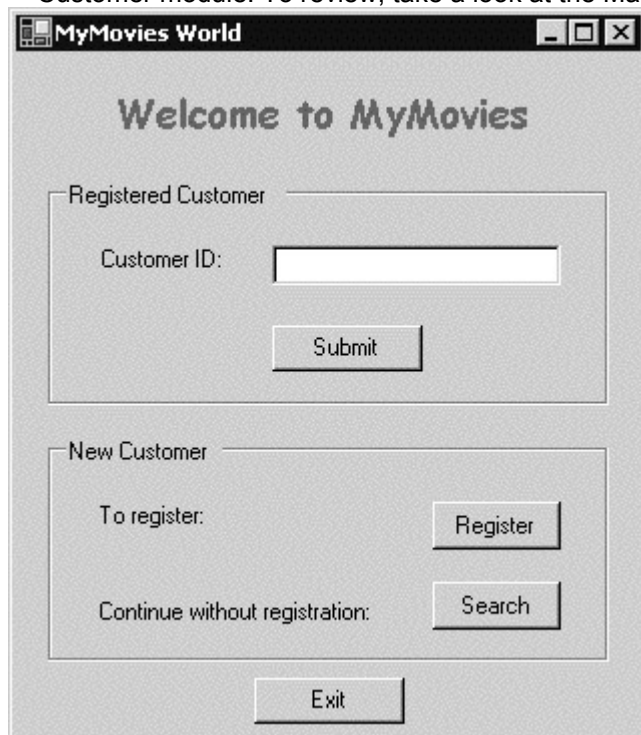 Customer module. To review, take a look at the Ma
MyMovies World
Welcome to MyMovies
Registered Customer
Customer ID:
Submit
New Customer
To register:
Register
Continue without registration:
Search
Exit